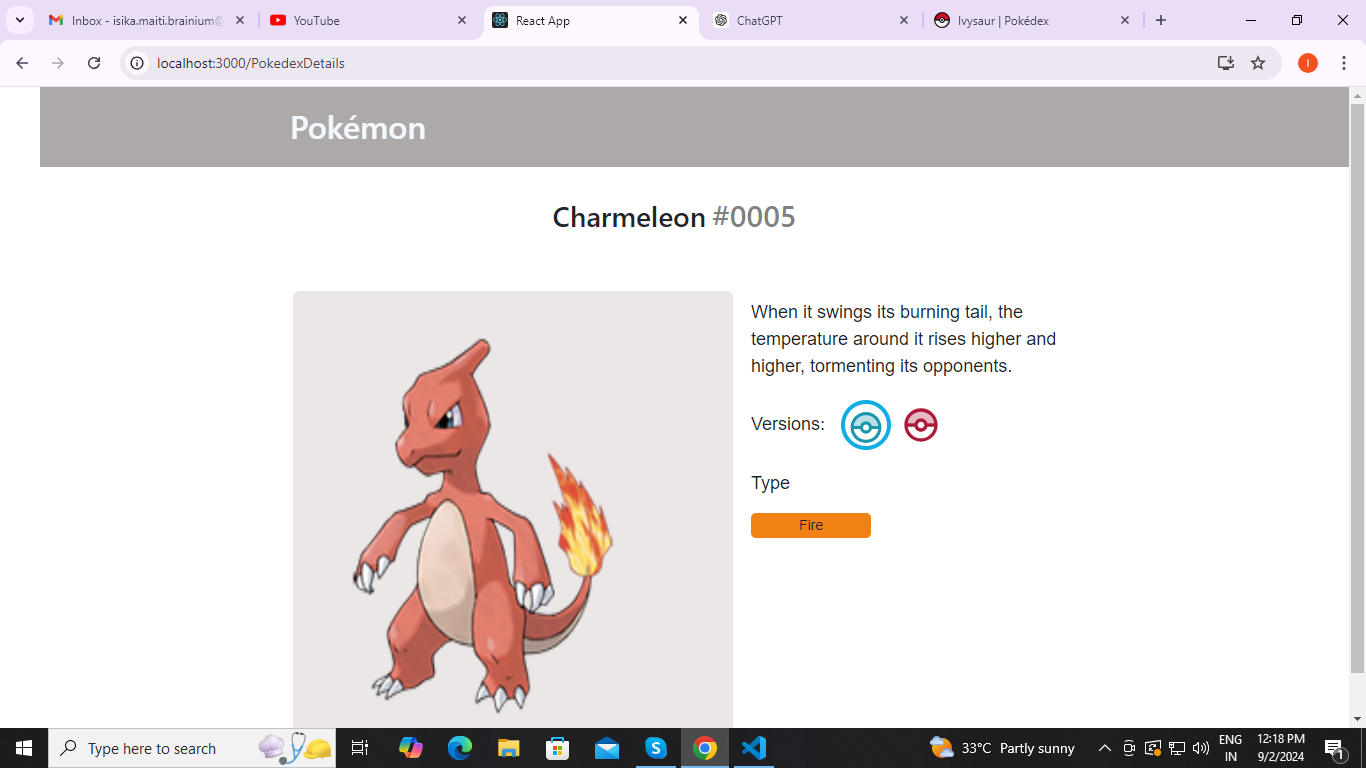 Inbox - isika.maiti.brainium@
YouTube
React App
ChatGPT
Ivysaur | Pokédex
localhost:3000/PokedexDetails
I
Pokémon
Charmeleon #0005
When it swings its burning tail, the
temperature around it rises higher and
higher, tormenting its opponents.
Versions:
Type
Fire
Type here to search
33°C Partly sunny
ENG
IN
12:18 PM
9/2/2024
1